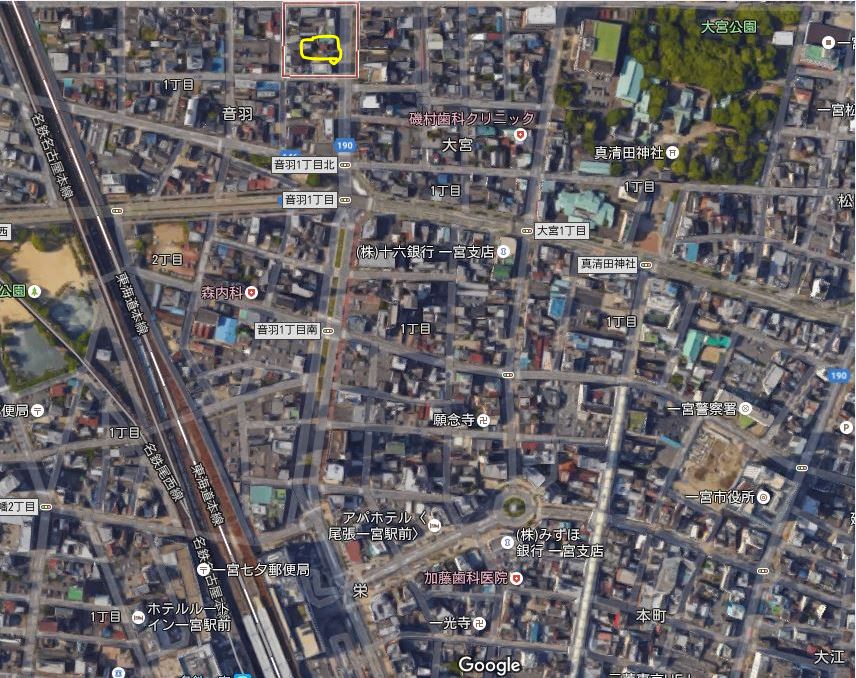 大宮公園
1丁目
音羽
磯村歯科クリニック
大宮
190
音羽1丁目北
真清田神社
1丁目
1丁目
名鉄名古屋本線
音羽1丁目
大宮1丁目
2丁目
(株)十六銀行 一宮支店
真清田神社
森内科
公園
東海道本線
音羽1丁目南
1丁目
1丁目
190
便局
願念寺
一宮警察署
1丁目
名鉄尾西線
東海道本線
一宮市役所
幡2丁目
アパホテル〈
尾張一宮駅前〉
(株)みずほ
銀行 一宮支店
一宮七夕郵便局
加藤歯科医院
栄
1丁目
ホテルルート
イン一宮駅前
一光寺
本町
Google
大江